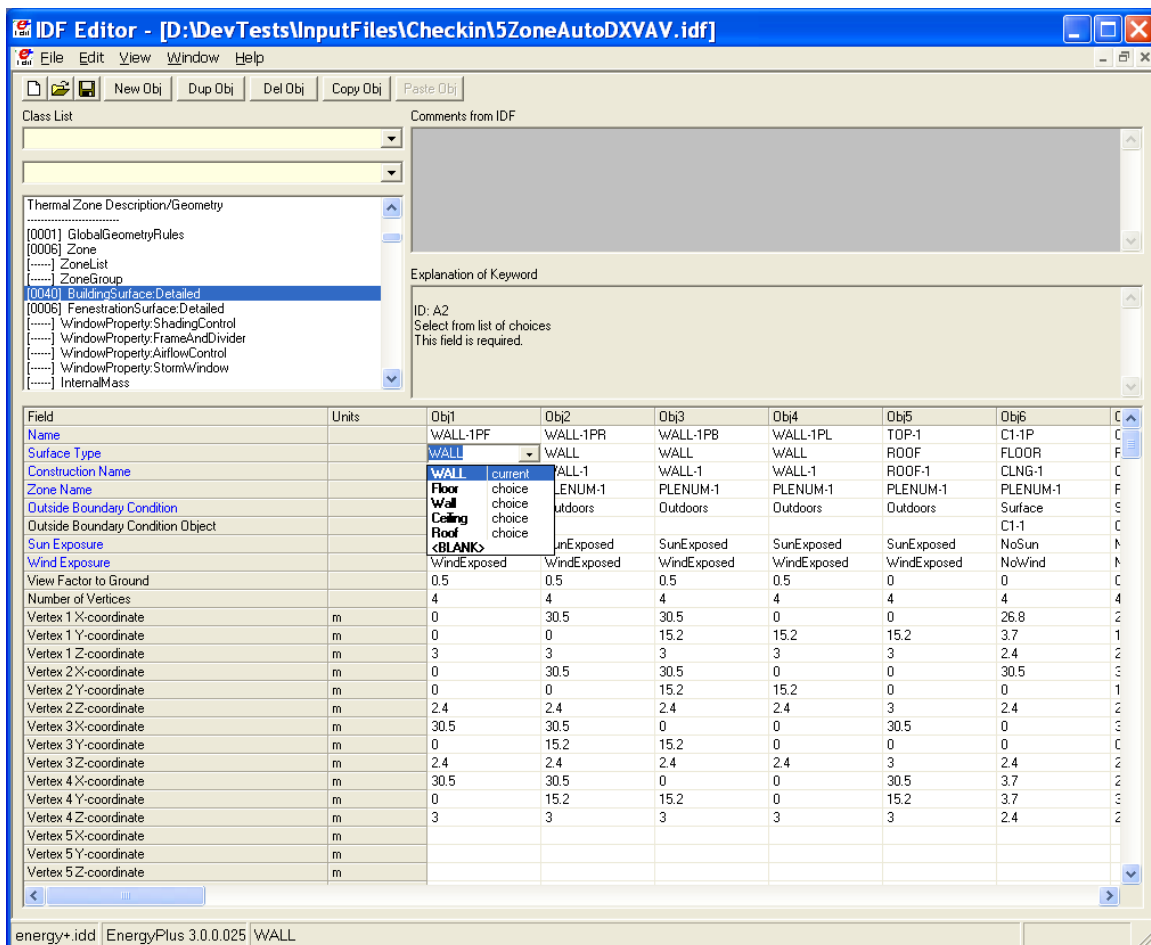 IDF Editor - [D:\DevTests\InputFiles\Checkin\5ZoneAutoDXVAV.idf]
File Edit View Window Help
New Obj Dup Obj Del Obj Copy Obj Paste Obj
Class List Comments from IDF
Thermal Zone Description/Geometry
---------------------------
[0001] GlobalGeometryRules
[0006] Zone
[------] ZoneList
[------] ZoneGroup
[0040] BuildingSurface:Detailed
[0006] FenestrationSurface:Detailed
[------] WindowProperty:ShadingControl
[------] WindowProperty:FrameAndDivider
[------] WindowProperty:AirflowControl
[------] WindowProperty:StormWindow
[------] InternalMass
Explanation of Keyword
ID: A2
Select from list of choices
This field is required.
Field Units Obj1 Obj2 Obj3 Obj4 Obj5 Obj6
Name WALL-1PF WALL-1PR WALL-1PB WALL-1PL TOP-1 C1-1P
Surface Type WALL WALL WALL WALL ROOF FLOOR
Construction Name WALL current WALL-1 WALL-1 WALL-1 ROOF-1 CLNG-1
Zone Name Floor choice PLENUM-1 PLENUM-1 PLENUM-1 PLENUM-1
Outside Boundary Condition Wall choice Outdoors Outdoors Outdoors Surface
Outside Boundary Condition Object Ceiling choice C1-1
Roof choice
Sun Exposure <BLANK> SunExposed SunExposed SunExposed SunExposed NoSun
Wind Exposure WindExposed WindExposed WindExposed WindExposed WindExposed NoWind
View Factor to Ground 0.5 0.5 0.5 0.5 0 0
Number of Vertices 4 4 4 4 4 4
Vertex 1 X-coordinate m 0 30.5 30.5 0 0 26.8
Vertex 1 Y-coordinate m 0 0 15.2 15.2 15.2 3.7
Vertex 1 Z-coordinate m 3 3 3 3 3 2.4
Vertex 2 X-coordinate m 0 30.5 30.5 0 0 30.5
Vertex 2 Y-coordinate m 0 0 15.2 15.2 0 0
Vertex 2 Z-coordinate m 2.4 2.4 2.4 2.4 3 2.4
Vertex 3 X-coordinate m 30.5 30.5 0 0 30.5 0
Vertex 3 Y-coordinate m 0 15.2 15.2 0 0 0
Vertex 3 Z-coordinate m 2.4 2.4 2.4 2.4 3 2.4
Vertex 4 X-coordinate m 30.5 30.5 0 0 30.5 3.7
Vertex 4 Y-coordinate m 0 15.2 15.2 0 15.2 3.7
Vertex 4 Z-coordinate m 3 3 3 3 3 2.4
Vertex 5 X-coordinate m
Vertex 5 Y-coordinate m
Vertex 5 Z-coordinate m
energy+.idd EnergyPlus 3.0.0.025 WALL